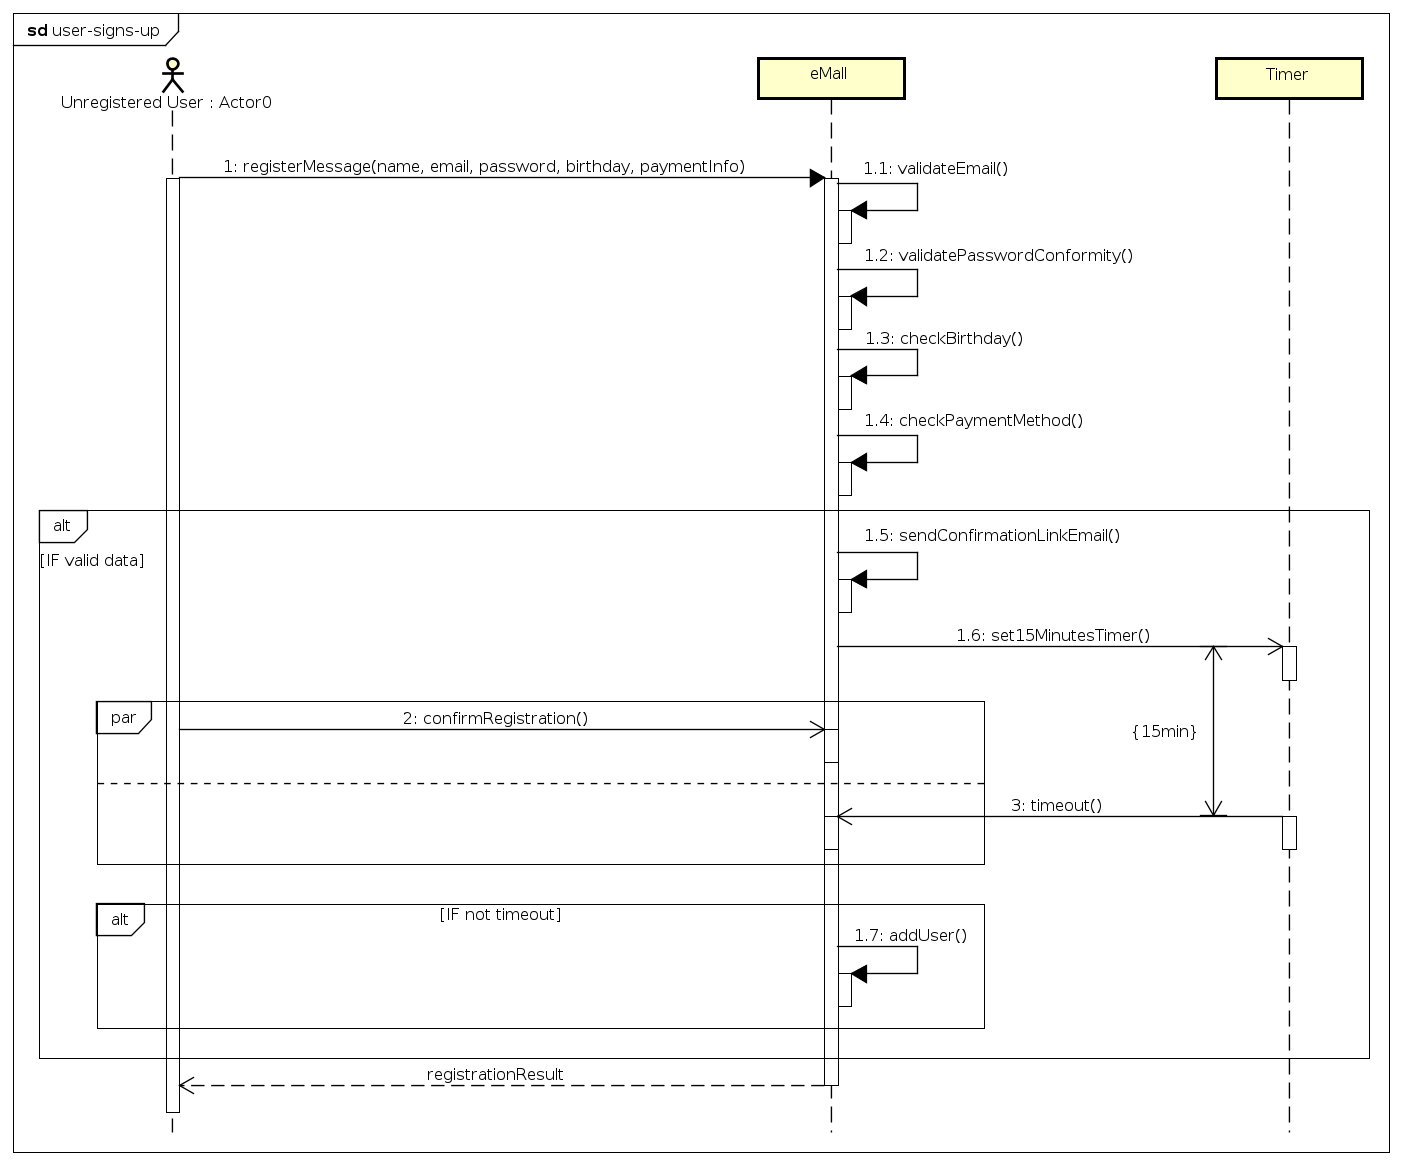 sd user-signs-up
Unregistered User : Actor0
eMall
Timer
1: registerMessage(name, email, password, birthday, paymentInfo)
1.1: validateEmail()
1.2: validatePasswordConformity()
1.3: checkBirthday()
1.4: checkPaymentMethod()
alt
[IF valid data]
1.5: sendConfirmationLinkEmail()
1.6: set15MinutesTimer()
par
2: confirmRegistration()
{15min}
3: timeout()
alt
[IF not timeout]
1.7: addUser()
registrationResult